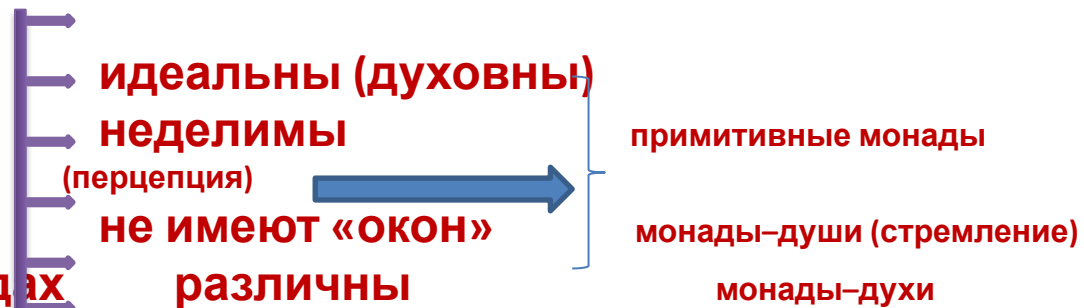 идеальны (духовны)
неделимы примитивные монады
(перцепция)
не имеют «окон» монады–души (стремление)
дах различны монады–духи